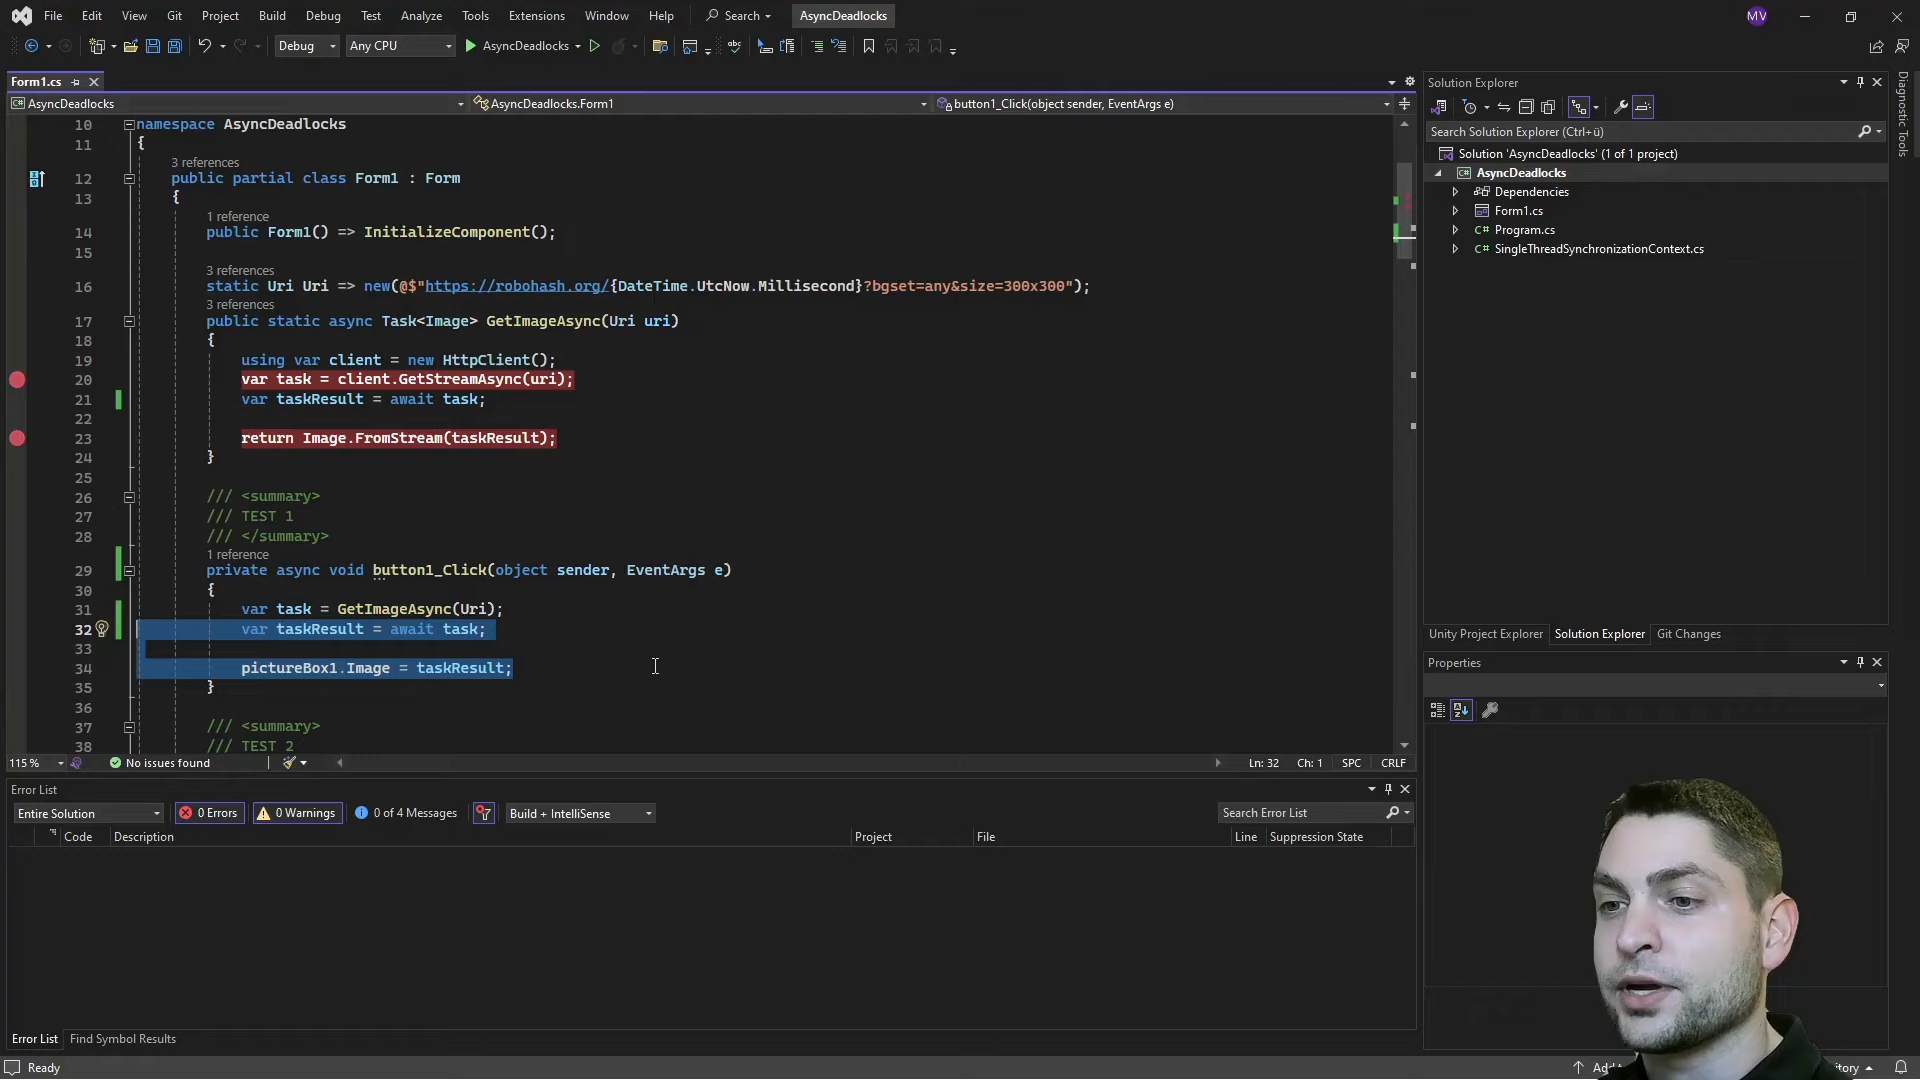 File Edit View Git Project Build Debug Test Analyze Tools Extensions Window Help Search AsyncDeadlocks MV
Debug Any CPU AsyncDeadlocks
Form1.cs
AsyncDeadlocks AsyncDeadlocks.Form1 button1_Click(object sender, EventArgs e)
10 namespace AsyncDeadlocks
11 {
3 references
12 public partial class Form1 : Form
13 {
1 reference
14 public Form1() => InitializeComponent();
15
3 references
16 static Uri Uri => new(@$"https://robohash.org/{DateTime.UtcNow.Millisecond}?bgset=any&size=300x300");
3 references
17 public static async Task<Image> GetImageAsync(Uri uri)
18 {
19 using var client = new HttpClient();
20 var task = client.GetStreamAsync(uri);
21 var taskResult = await task;
22
23 return Image.FromStream(taskResult);
24 }
25
26 /// <summary>
27 /// TEST 1
28 /// </summary>
1 reference
29 private async void button1_Click(object sender, EventArgs e)
30 {
31 var task = GetImageAsync(Uri);
32 var taskResult = await task;
33
34 pictureBox1.Image = taskResult;
35 }
36
37 /// <summary>
38 /// TEST 2
115 % No issues found Ln: 32 Ch: 1 SPC CRLF
Error List
Entire Solution 0 Errors 0 Warnings 0 of 4 Messages Build + IntelliSense Search Error List
Code Description Project File Line Suppression State
Error List Find Symbol Results
Ready
Solution Explorer
Search Solution Explorer (Ctrl+ü)
Solution 'AsyncDeadlocks' (1 of 1 project)
AsyncDeadlocks
Dependencies
Form1.cs
C# Program.cs
C# SingleThreadSynchronizationContext.cs
Unity Project Explorer Solution Explorer Git Changes
Properties
Diagnostic Tools